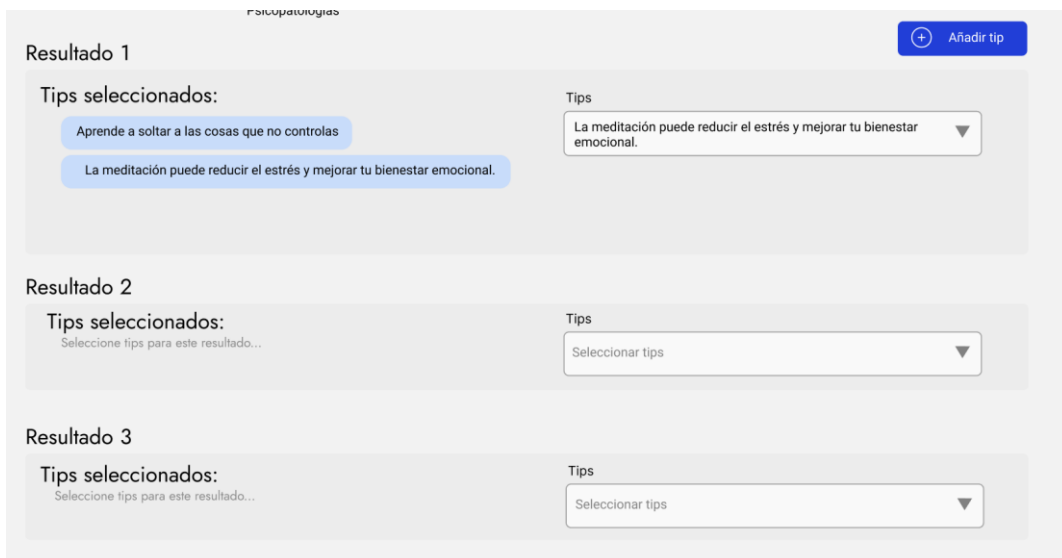 Psicopatologías
Añadir tip
Resultado 1
Tips seleccionados:
Aprende a soltar a las cosas que no controlas
La meditación puede reducir el estrés y mejorar tu bienestar emocional.
Tips
La meditación puede reducir el estrés y mejorar tu bienestar
emocional.
Resultado 2
Tips seleccionados:
Seleccione tips para este resultado...
Tips
Seleccionar tips
Resultado 3
Tips seleccionados:
Seleccione tips para este resultado...
Tips
Seleccionar tips